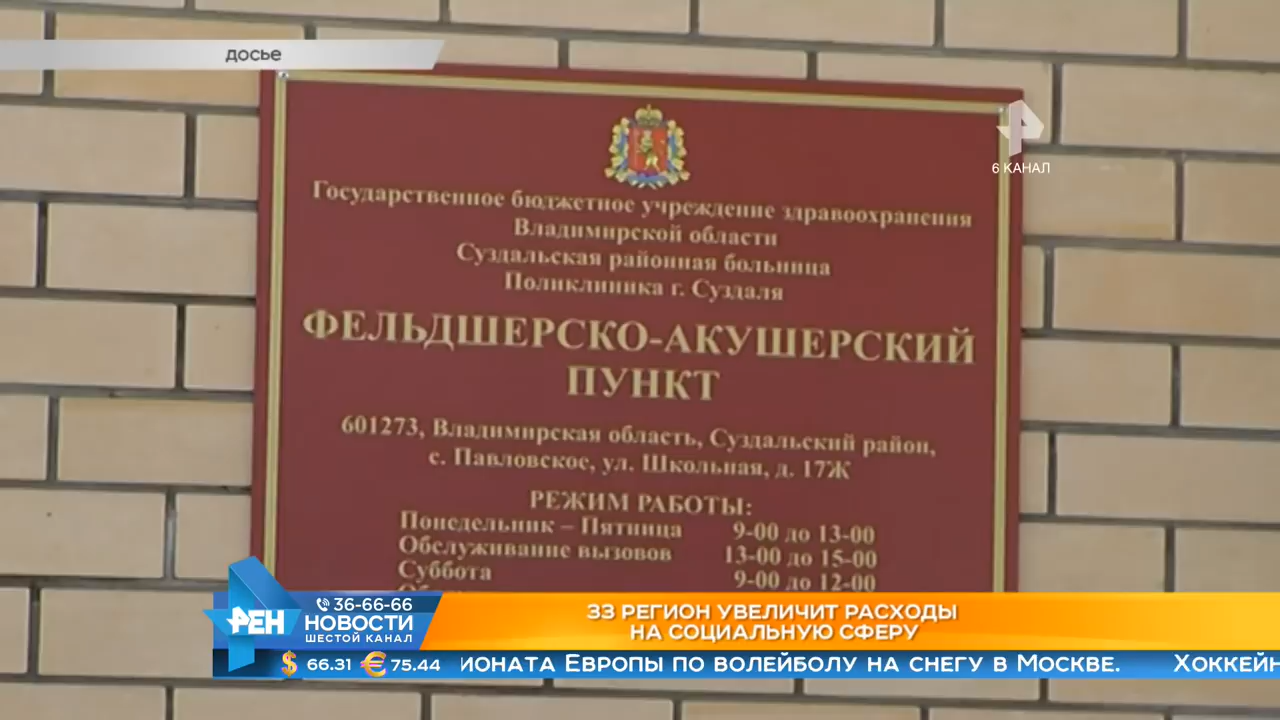 досье
6 КАНАЛ
Государственное бюджетное учреждение здравоохранения
Владимирской области
Суздальская районная больница
Поликлиника г. Суздаля
ФЕЛЬДШЕРСКО-АКУШЕРСКИЙ
ПУНКТ
601273, Владимирская область, Суздальский район,
с. Павловское, ул. Школьная, д. 17Ж
РЕЖИМ РАБОТЫ:
Понедельник – Пятница 9-00 до 13-00
Обслуживание вызовов 13-00 до 15-00
Суббота 9-00 до 12-00
РЕН
36-66-66
НОВОСТИ
ШЕСТОЙ КАНАЛ
33 РЕГИОН УВЕЛИЧИТ РАСХОДЫ
НА СОЦИАЛЬНУЮ СФЕРУ
$ 66.31 € 75.44 ионата Европы по волейболу на снегу в Москве. Хоккейн